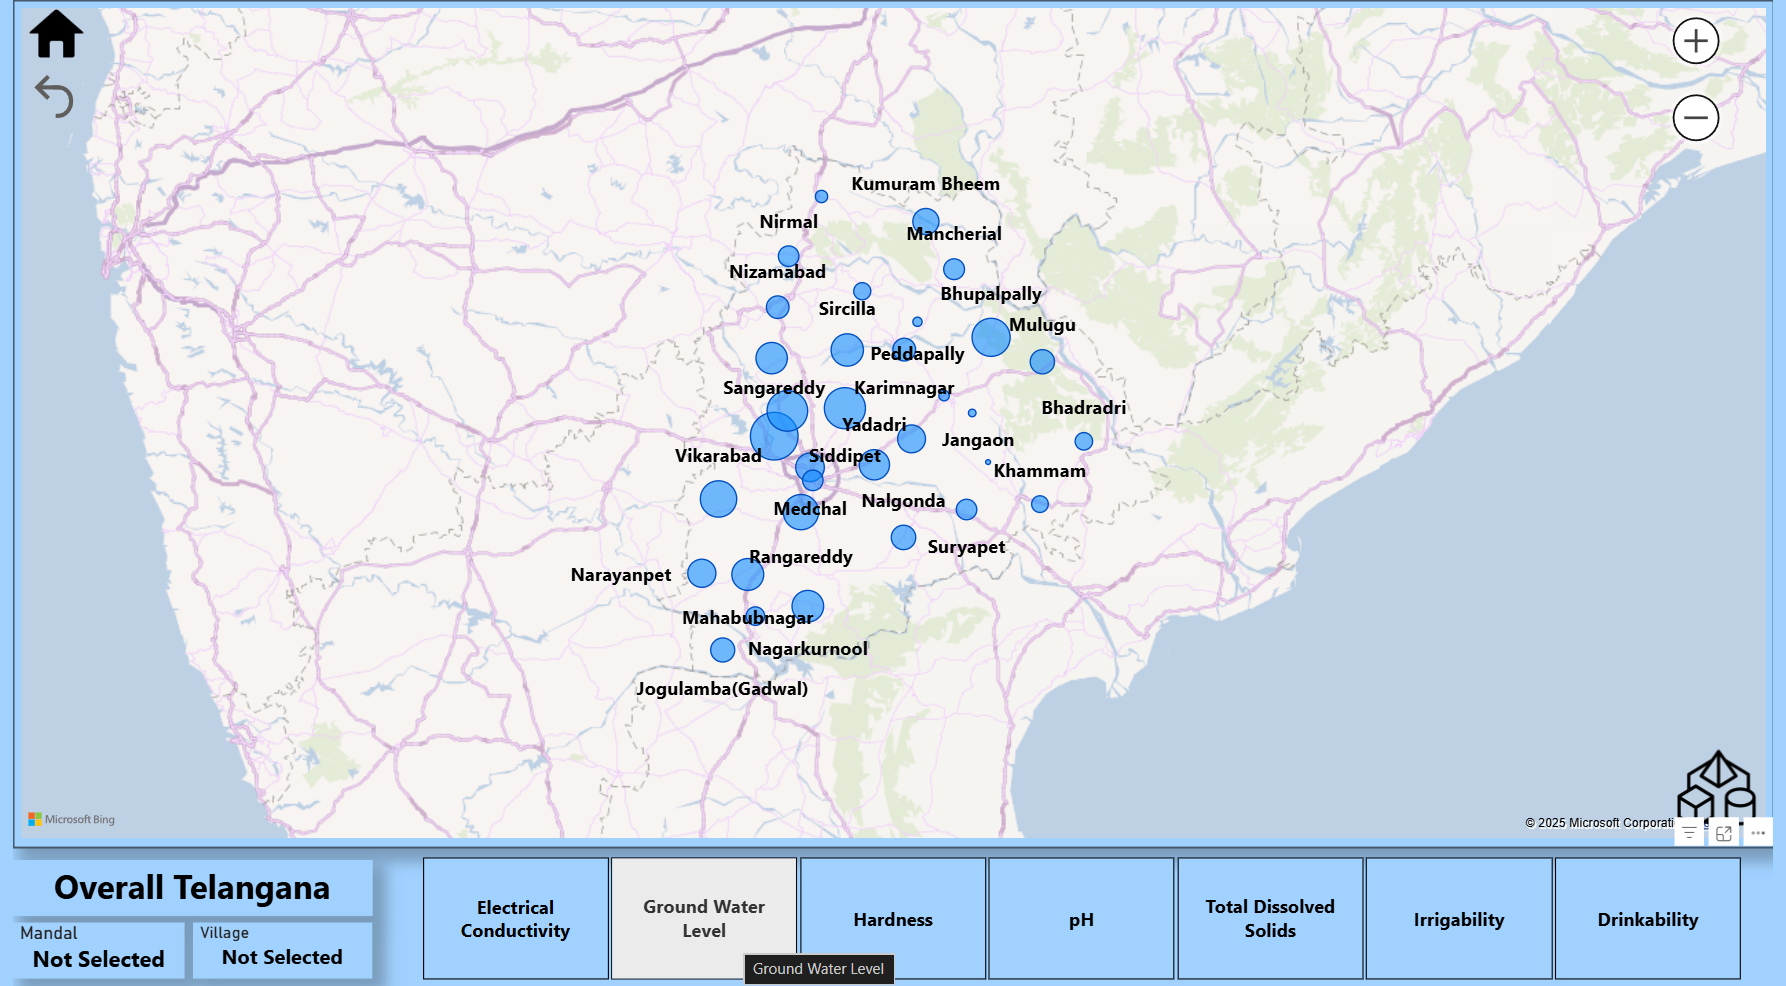 Kumuram Bheem
Nirmal
Mancherial
Nizamabad
Bhupalpally
Sircilla
Mulugu
Peddapally
Sangareddy
Karimnagar
Bhadradri
Yadadri
Jangaon
Vikarabad
Siddipet
Khammam
Nalgonda
Medchal
Suryapet
Rangareddy
Narayanpet
Mahabubnagar
Nagarkurnool
Jogulamba(Gadwal)
Microsoft Bing
© 2025 Microsoft Corporati
Overall Telangana
Mandal
Not Selected
Village
Not Selected
Electrical
Conductivity
Ground Water
Level
Hardness
pH
Total Dissolved
Solids
Irrigability
Drinkability
Ground Water Level